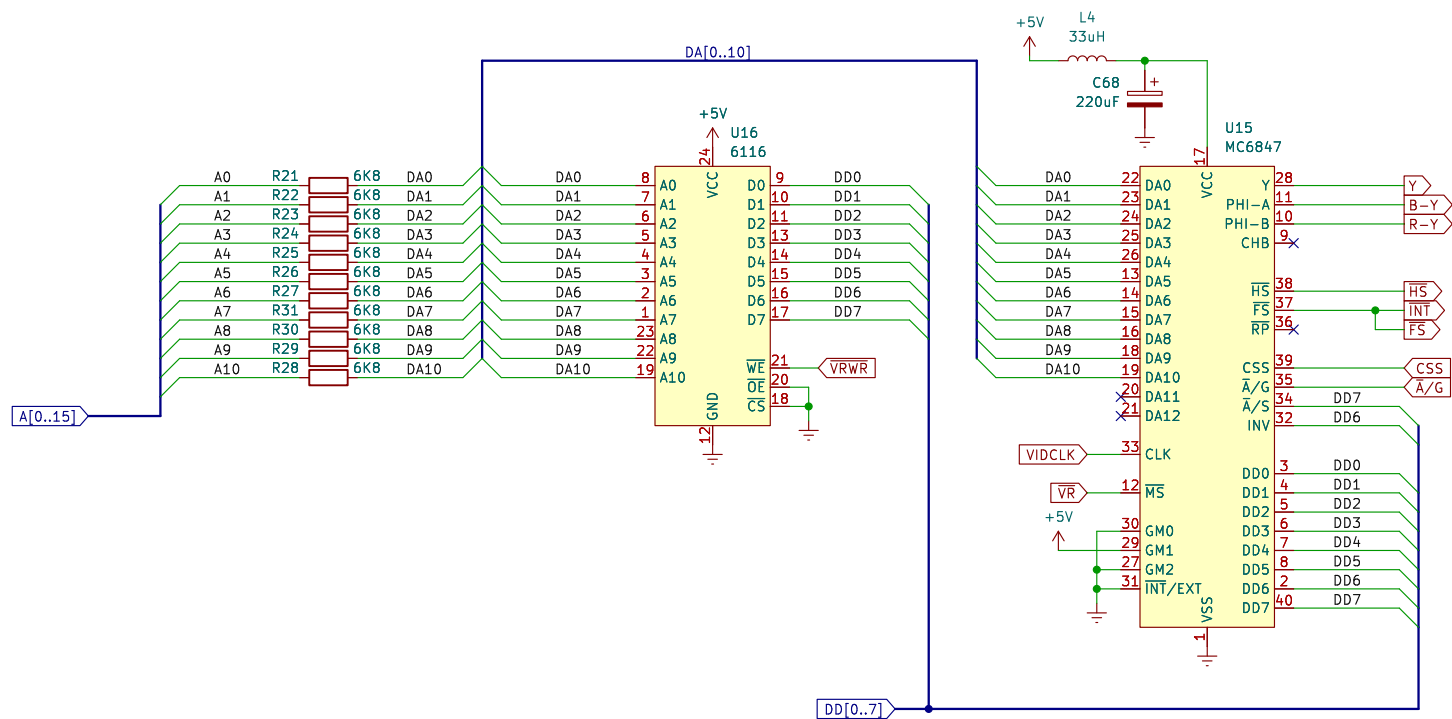 DA[0..10]
+5V
L4
33uH
C68
+
220uF
+5V
U16
6116
24
VCC
U15
MC6847
17
VCC
A0 R21 6K8 DA0 DA0 8 A0 D0 9 DD0 DA0 22 DA0 Y 28 Y
A1 R22 6K8 DA1 DA1 7 A1 D1 10 DD1 DA1 23 DA1 PHI-A 11 B-Y
A2 R23 6K8 DA2 DA2 6 A2 D2 11 DD2 DA2 24 DA2 PHI-B 10 R-Y
A3 R24 6K8 DA3 DA3 5 A3 D3 13 DD3 DA3 25 DA3 CHB 9
A4 R25 6K8 DA4 DA4 4 A4 D4 14 DD4 DA4 26 DA4
A5 R26 6K8 DA5 DA5 3 A5 D5 15 DD5 DA5 13 DA5 HS 38 HS
A6 R27 6K8 DA6 DA6 2 A6 D6 16 DD6 DA6 14 DA6 FS 37 INT
A7 R31 6K8 DA7 DA7 1 A7 D7 17 DD7 DA7 15 DA7 RP 36 FS
A8 R30 6K8 DA8 DA8 23 A8 DA8 16 DA8
A9 R29 6K8 DA9 DA9 22 A9 WE 21 VRWR DA9 18 DA9 CSS 39 CSS
A10 R28 6K8 DA10 DA10 19 A10 OE 20 DA10 19 DA10 A/G 35 A/G
CS 18
GND
12
A[0..15]
20 DA11 A/S 34 DD7
21 DA12 INV 32 DD6
VIDCLK 33 CLK
DD0 3 DD0
VR 12 MS DD1 4 DD1
DD2 5 DD2
+5V
30 GM0 DD3 6 DD3
29 GM1 DD4 7 DD4
27 GM2 DD5 8 DD5
31 INT/EXT DD6 2 DD6
DD7 40 DD7
VSS
1
DD[0..7]